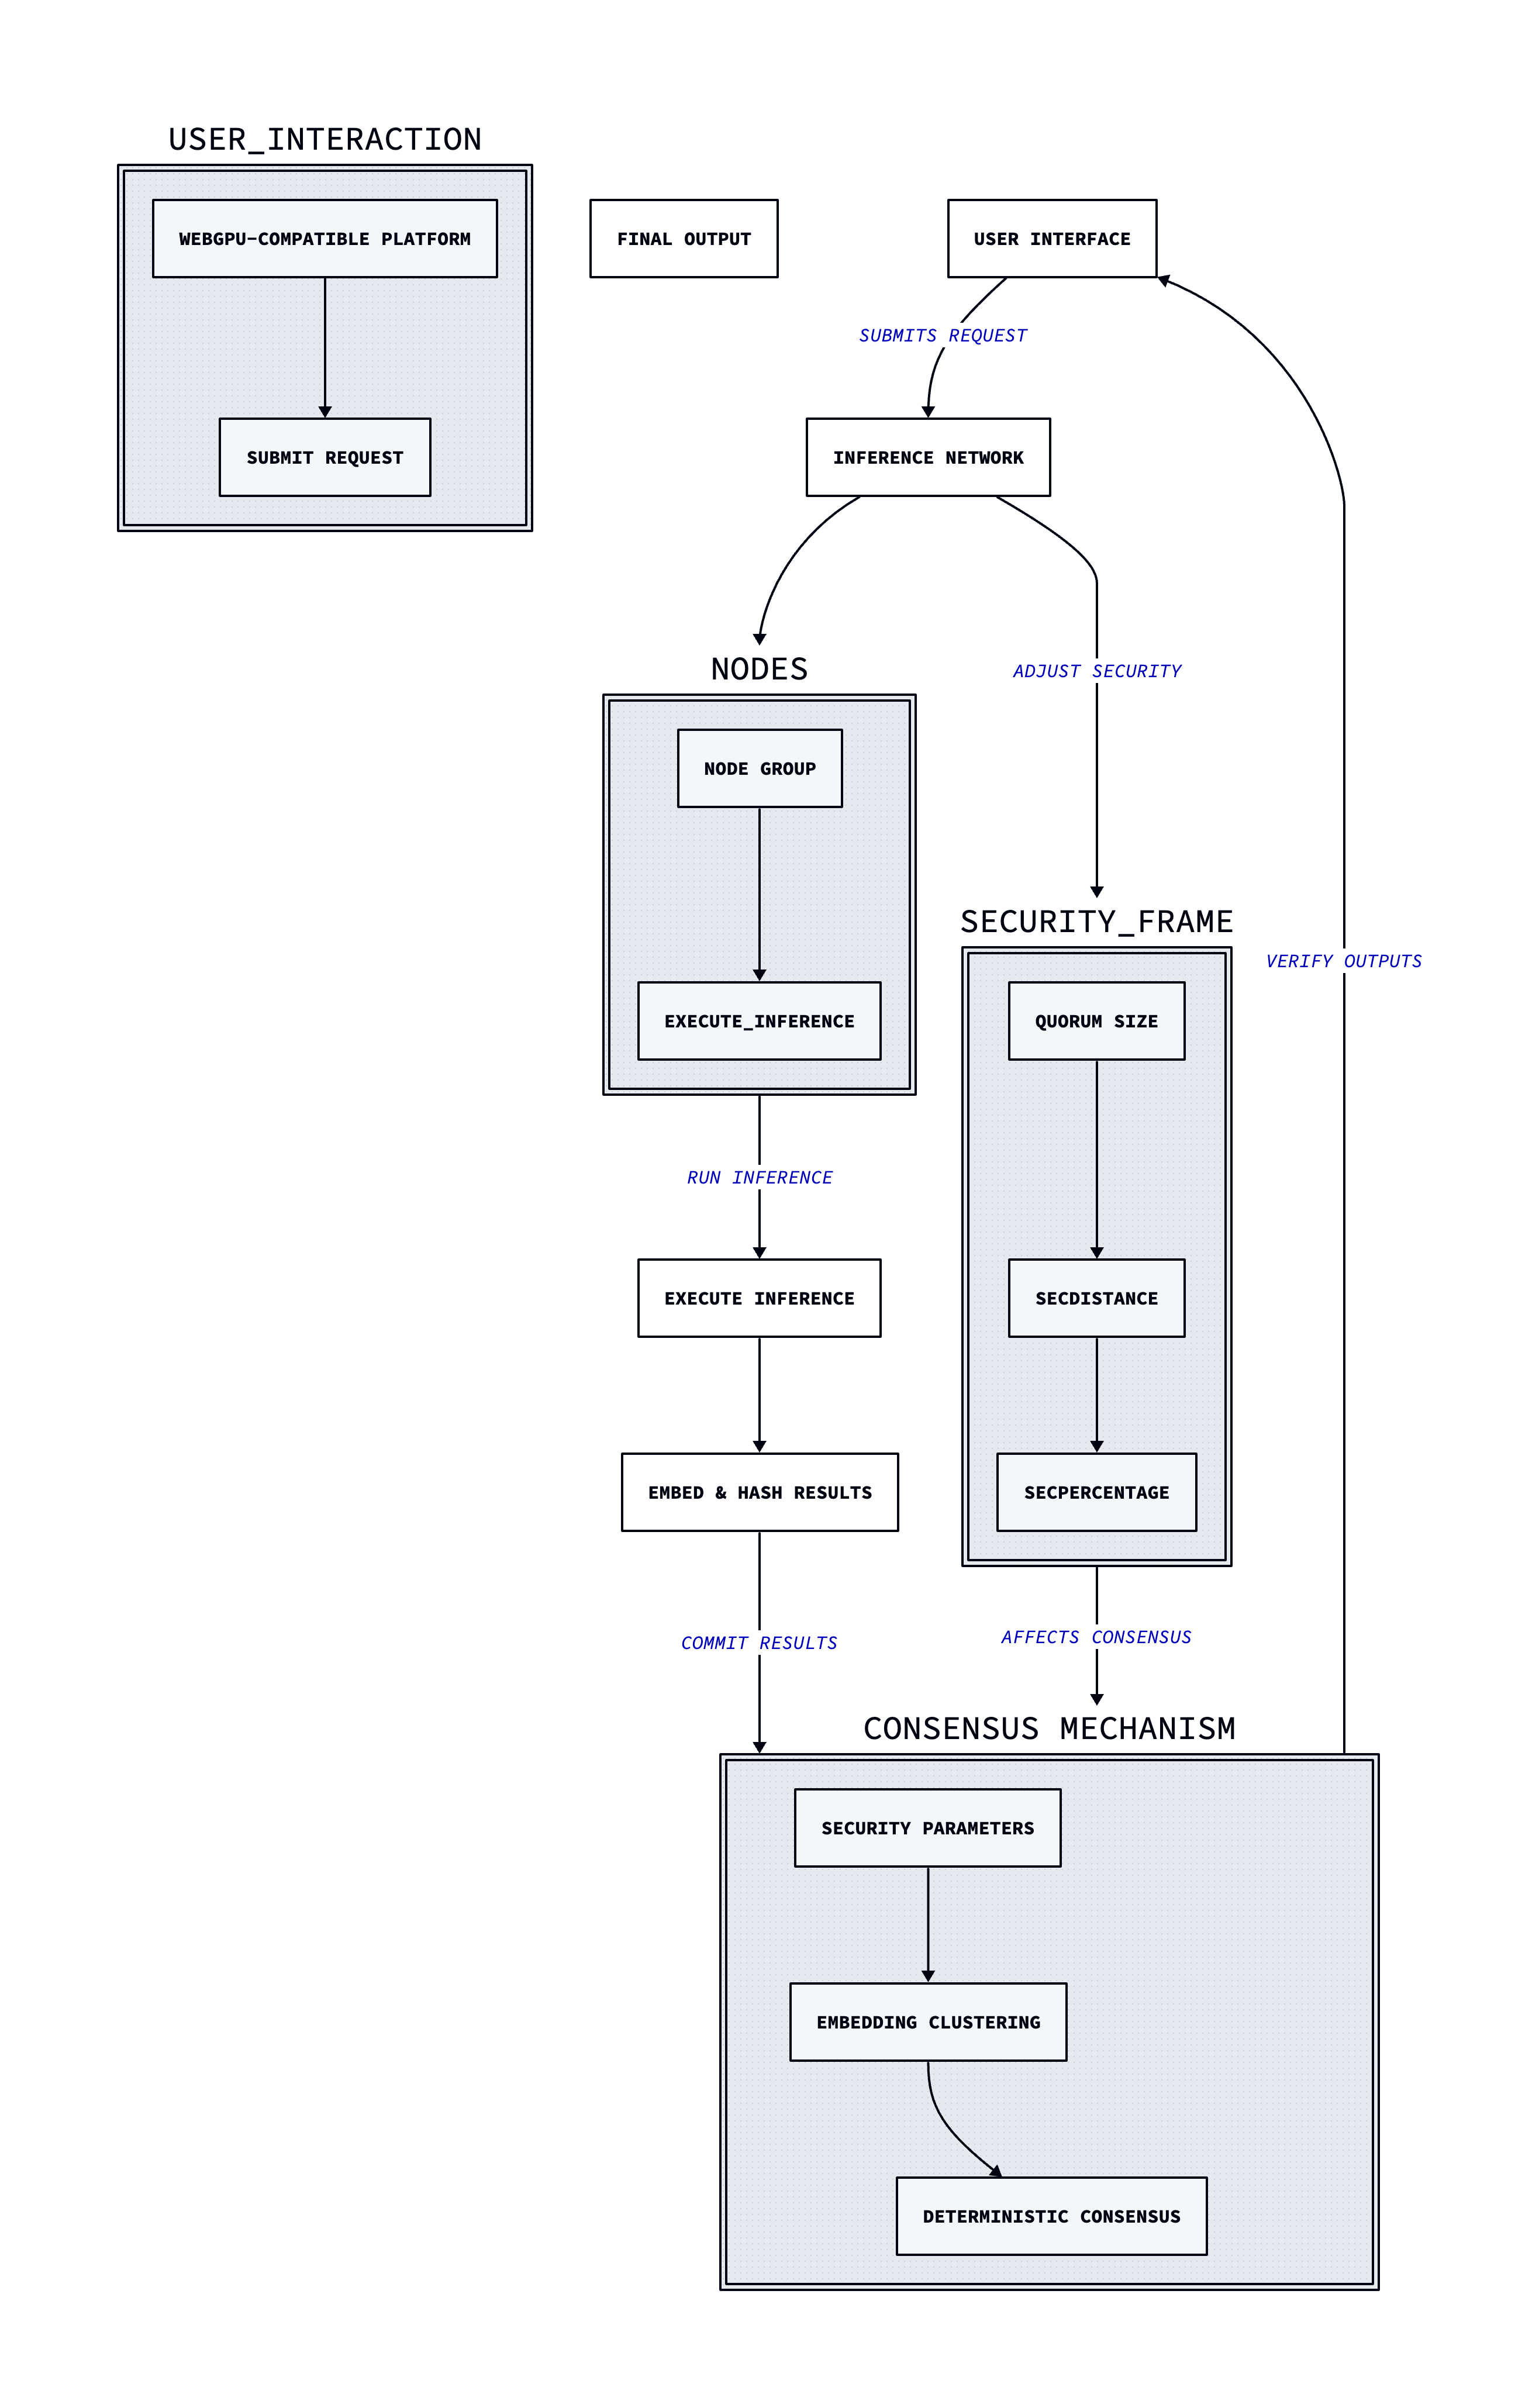 USER_INTERACTION
WEBGPU-COMPATIBLE PLATFORM
FINAL OUTPUT
USER INTERFACE
SUBMITS REQUEST
SUBMIT REQUEST
INFERENCE NETWORK
NODES
ADJUST SECURITY
NODE GROUP
SECURITY_FRAME
VERIFY OUTPUTS
EXECUTE_INFERENCE
QUORUM SIZE
RUN INFERENCE
EXECUTE INFERENCE
SECDISTANCE
EMBED & HASH RESULTS
SECPERCENTAGE
COMMIT RESULTS
AFFECTS CONSENSUS
CONSENSUS MECHANISM
SECURITY PARAMETERS
EMBEDDING CLUSTERING
DETERMINISTIC CONSENSUS